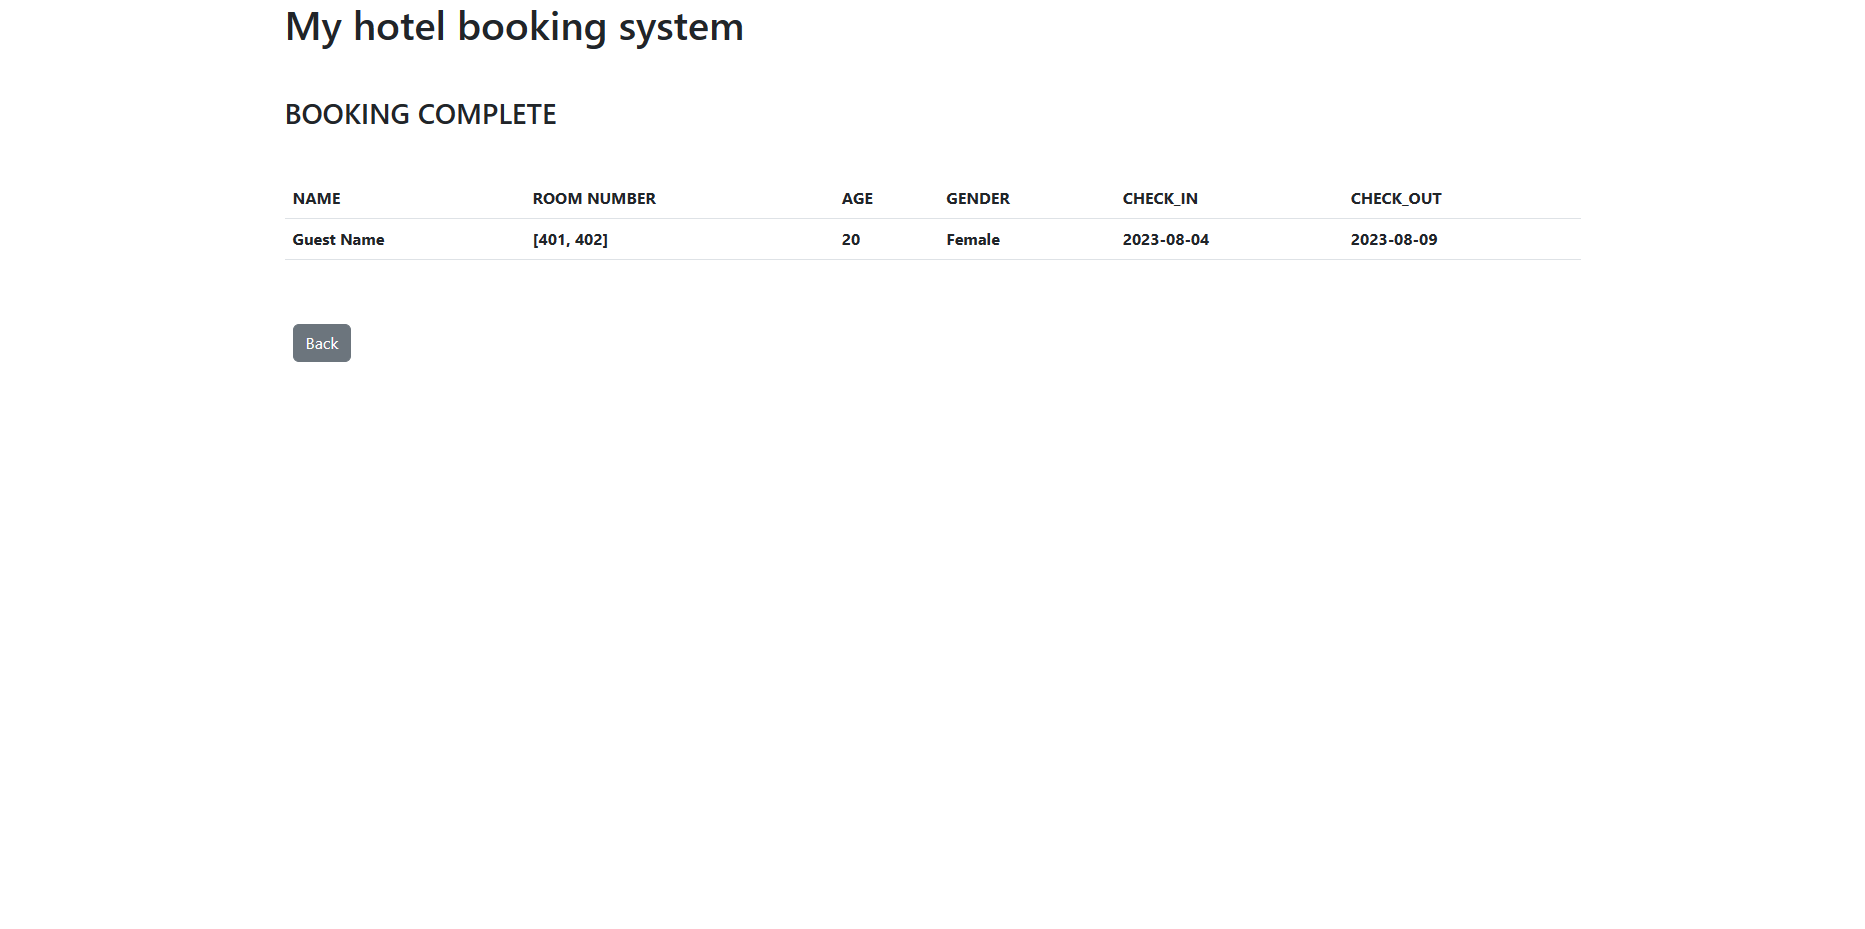 My hotel booking system
BOOKING COMPLETE
NAME ROOM NUMBER AGE GENDER CHECK_IN CHECK_OUT
Guest Name [401, 402] 20 Female 2023-08-04 2023-08-09
Back